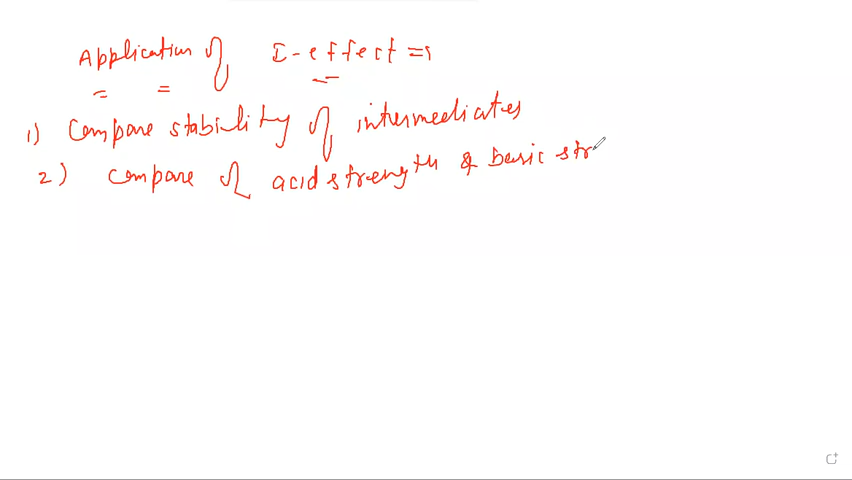 Application of I-effect =>
1) Compare stability of intermediates
2) compare of acid strength & basic str